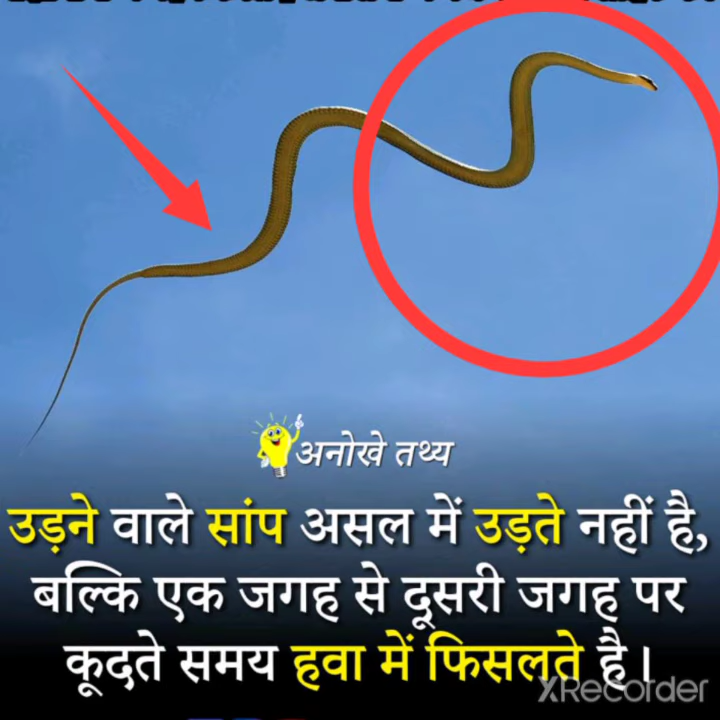 अनोखे तथ्य
उड़ने वाले सांप असल में उड़ते नहीं है,
बल्कि एक जगह से दूसरी जगह पर
कूदते समय हवा में फिसलते है।
XRecorder